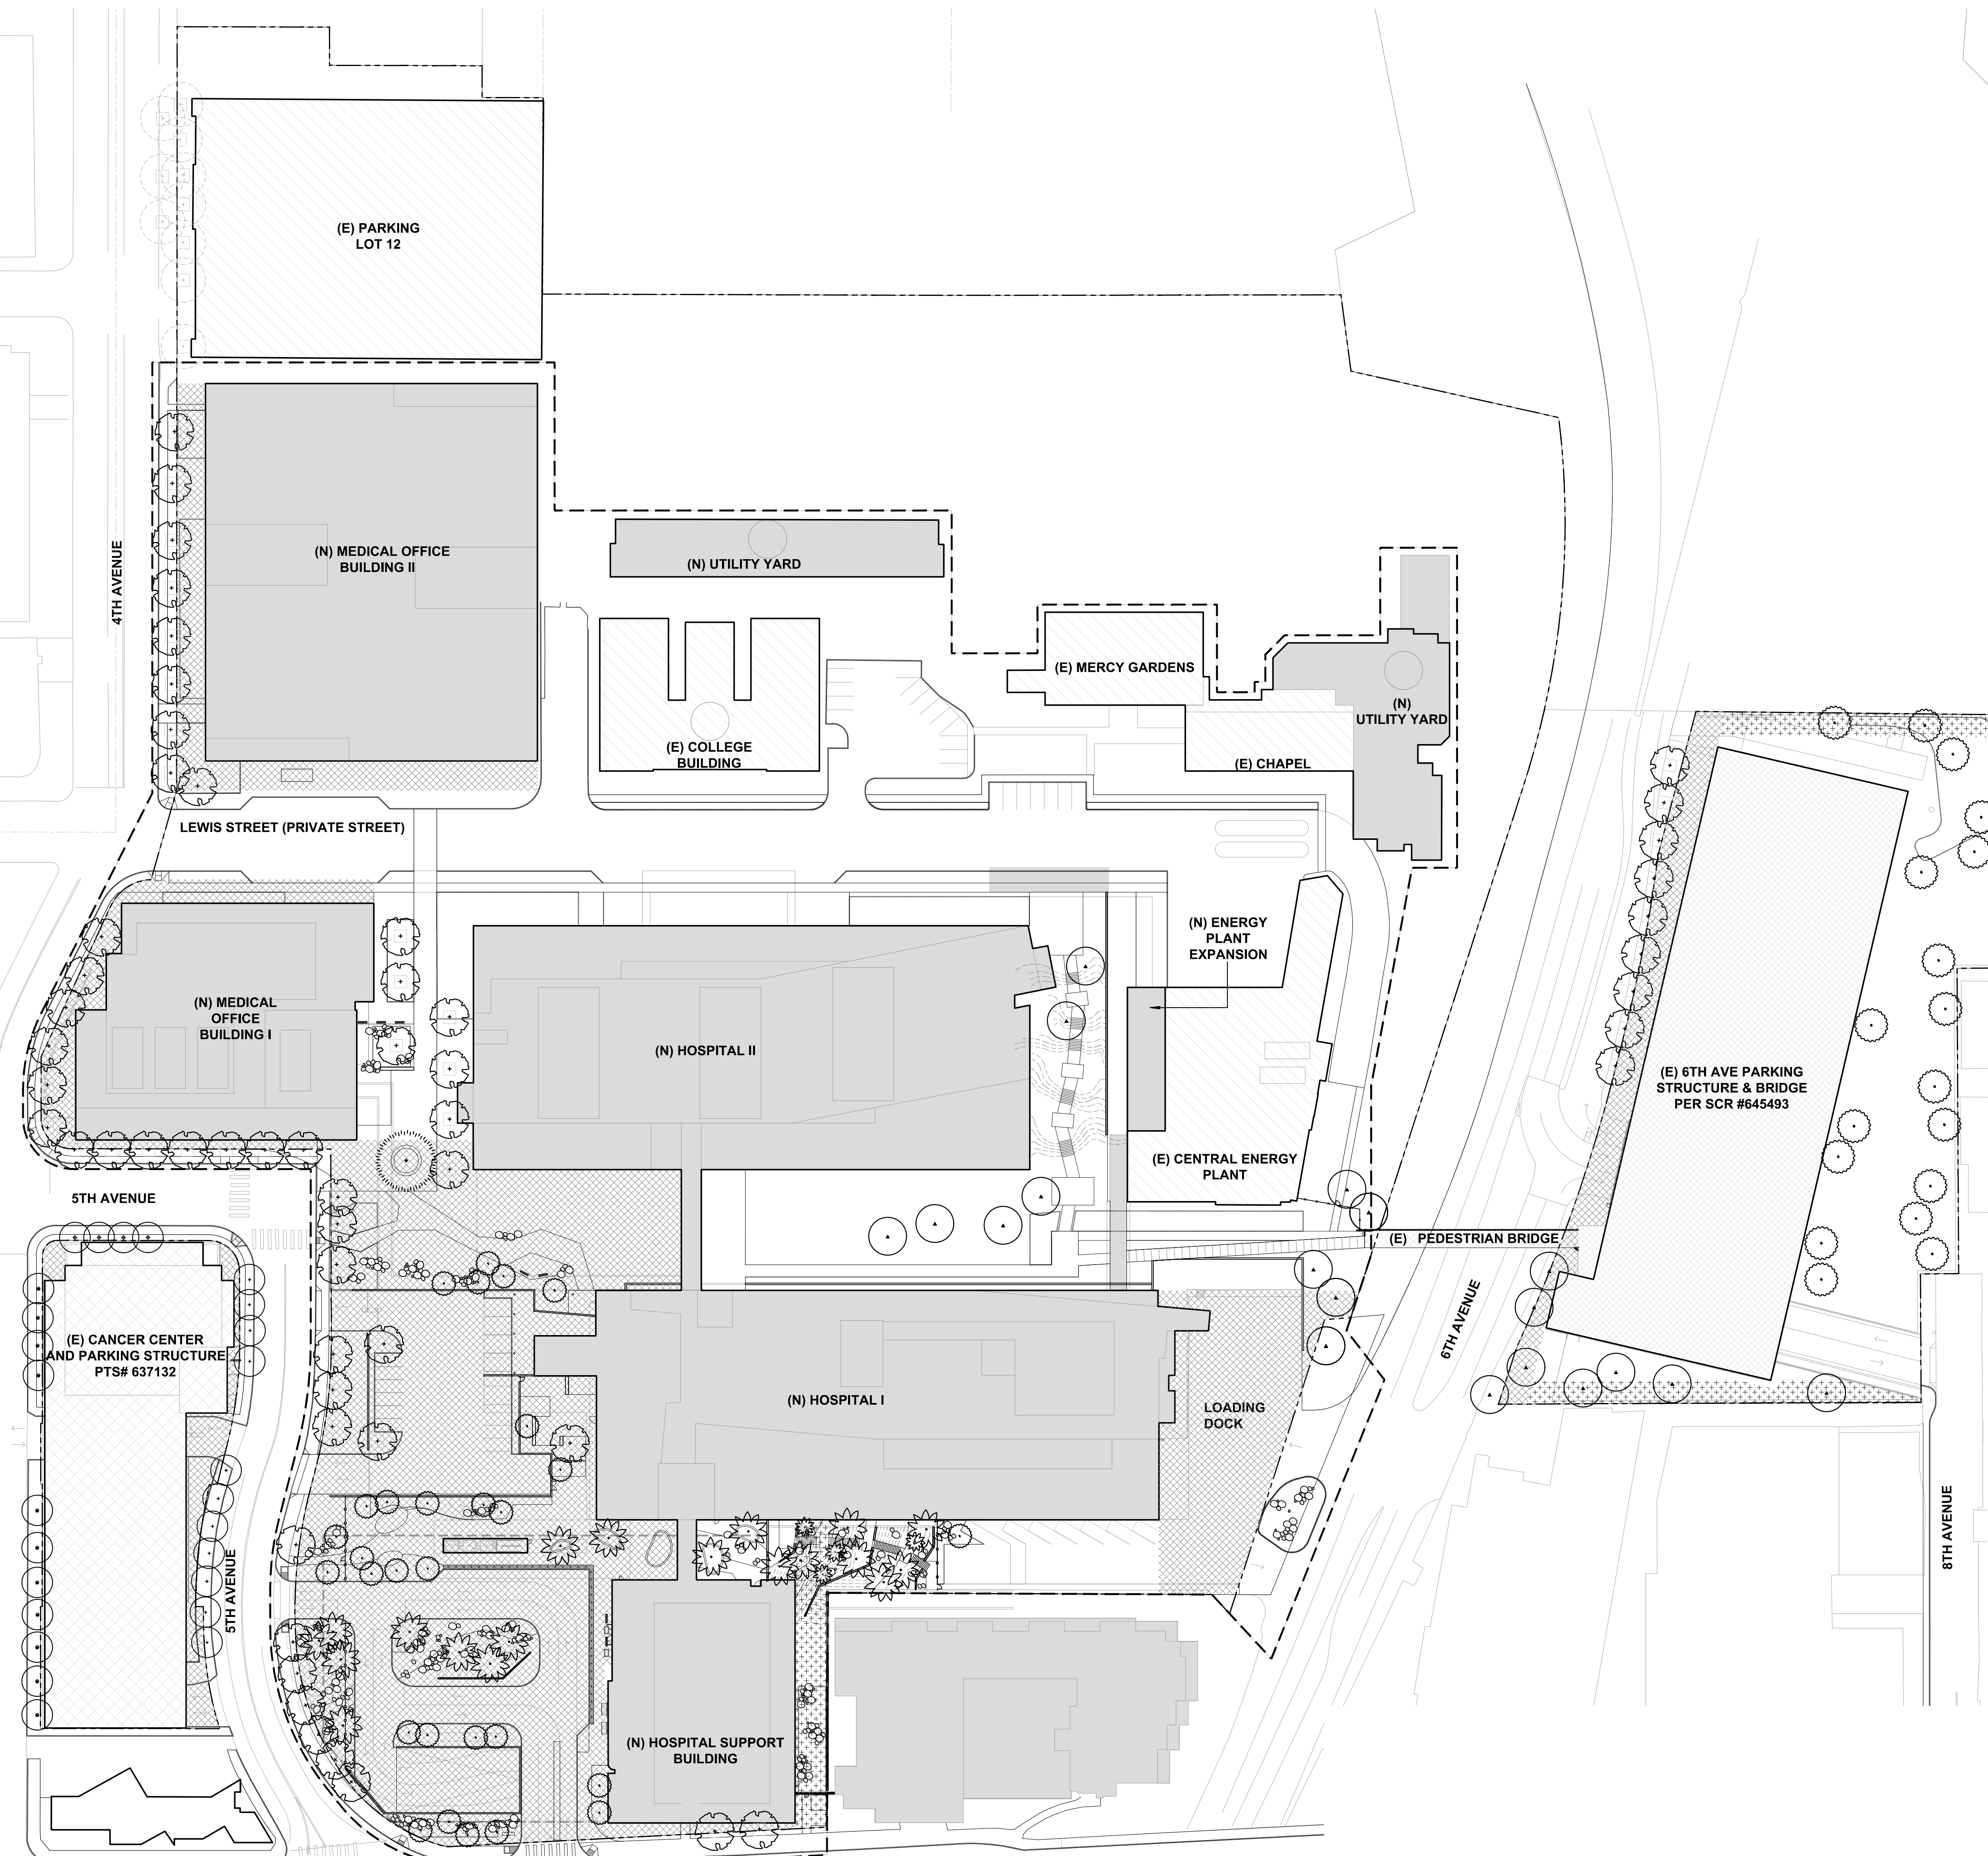 (E) PARKING
LOT 12
4TH AVENUE
(N) MEDICAL OFFICE
BUILDING II
(N) UTILITY YARD
(E) MERCY GARDENS
(N)
UTILITY YARD
(E) COLLEGE
BUILDING
(E) CHAPEL
LEWIS STREET (PRIVATE STREET)
(N) ENERGY
PLANT
EXPANSION
(N) MEDICAL
OFFICE
BUILDING I
(N) HOSPITAL II
(E) 6TH AVE PARKING
STRUCTURE & BRIDGE
PER SCR #645493
(E) CENTRAL ENERGY
PLANT
5TH AVENUE
(E) PEDESTRIAN BRIDGE
6TH AVENUE
(E) CANCER CENTER
AND PARKING STRUCTURE
PTS# 637132
(N) HOSPITAL I
LOADING
DOCK
8TH AVENUE
5TH AVENUE
(N) HOSPITAL SUPPORT
BUILDING